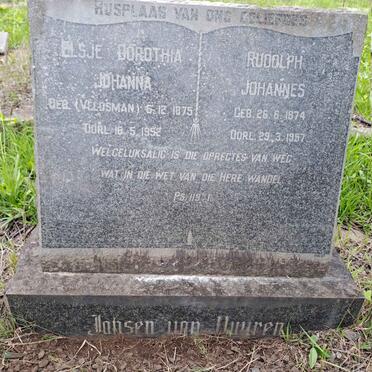 RUSPLAAS VAN ONS GELIEFDES
ELSJE DOROTHIA
JOHANNA
GEB. (VELDSMAN) 5.12.1875
OORL. 16.5.1952
RUDOLPH
JOHANNES
GEB. 26.6.1874
OORL. 29.3.1957
WELGELUKSALIG IS DIE OPREGTES VAN WEG
WAT IN DIE WET VAN DIE HERE WANDEL
PS. 119:1
Jansen van Vuuren